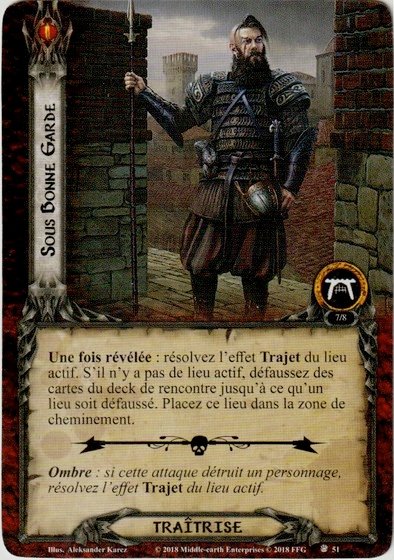 SOUS BONNE GARDE
7/8
Une fois révélée : résolvez l'effet Trajet du lieu
actif. S'il n'y a pas de lieu actif, défaussez des
cartes du deck de rencontre jusqu'à ce qu'un
lieu soit défaussé. Placez ce lieu dans la zone de
cheminement.
Ombre : si cette attaque détruit un personnage,
résolvez l'effet Trajet du lieu actif.
TRAÎTRISE
Illus. Aleksander Karcz © 2018 Middle-earth Enterprises © 2018 FFG 51